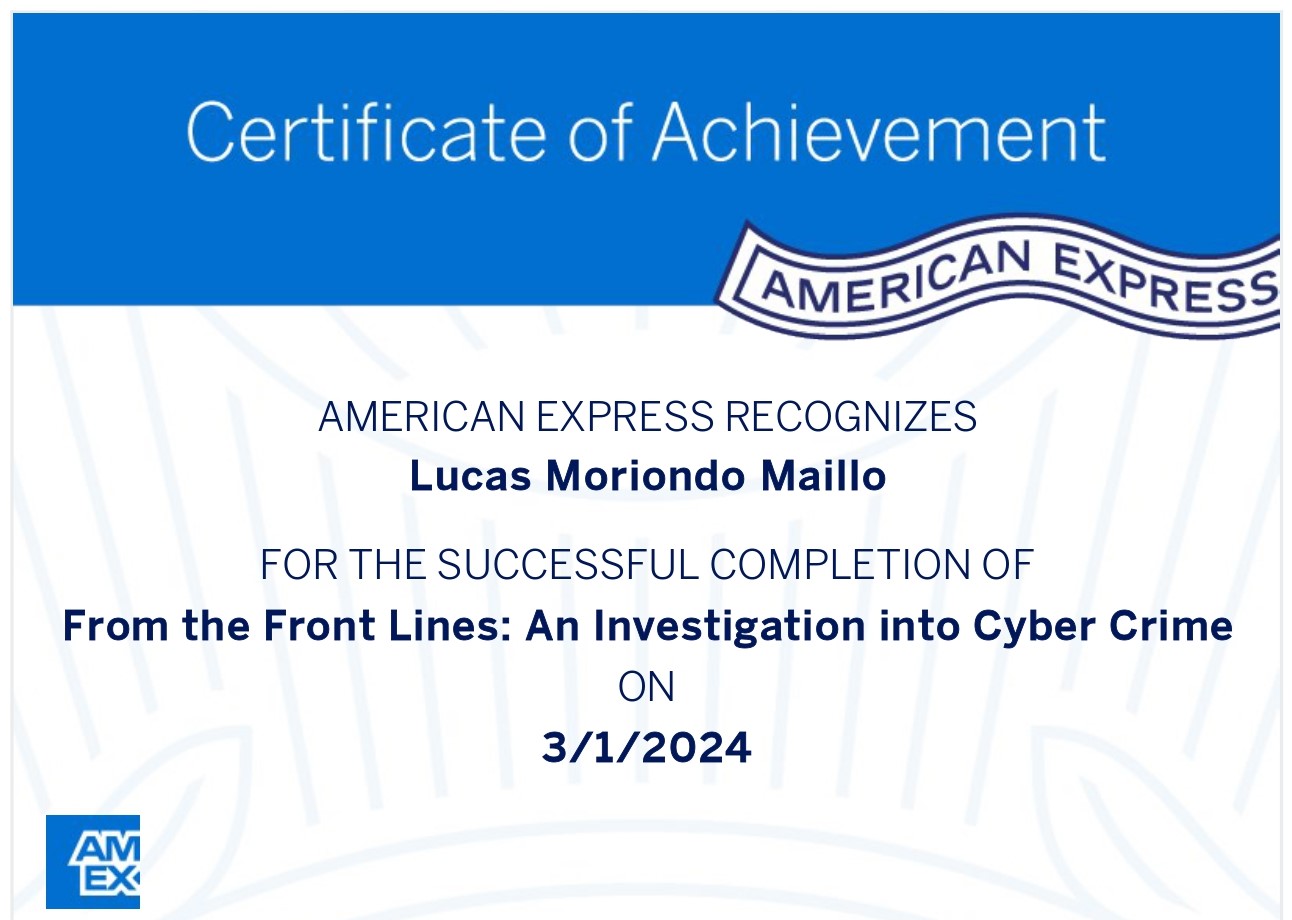 Certificate of Achievement
AMERICAN EXPRESS
AMERICAN EXPRESS RECOGNIZES
Lucas Moriondo Maillo
FOR THE SUCCESSFUL COMPLETION OF
From the Front Lines: An Investigation into Cyber Crime
ON
3/1/2024
AM
EX